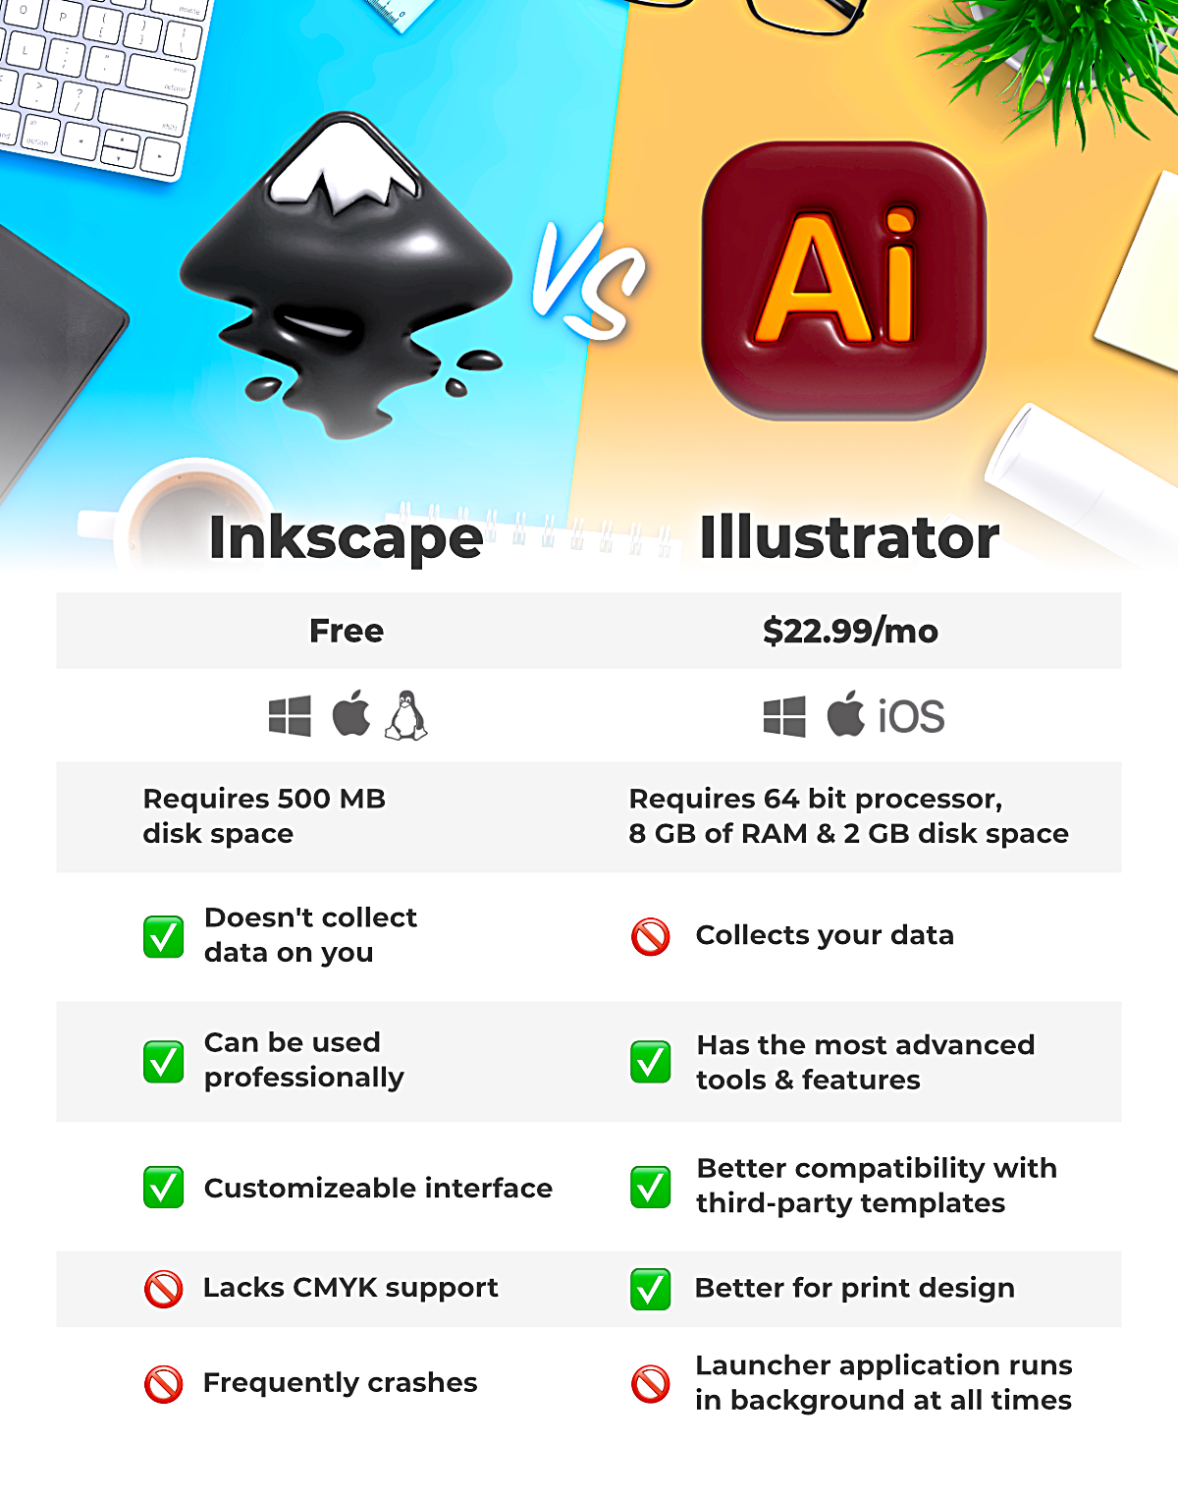 Ai
VS
Inkscape
Illustrator
Free
$22.99/mo
iOS
Requires 500 MB
disk space
Requires 64 bit processor,
8 GB of RAM & 2 GB disk space
Doesn't collect
data on you
Collects your data
Can be used
professionally
Has the most advanced
tools & features
Customizeable interface
Better compatibility with
third-party templates
Lacks CMYK support
Better for print design
Frequently crashes
Launcher application runs
in background at all times